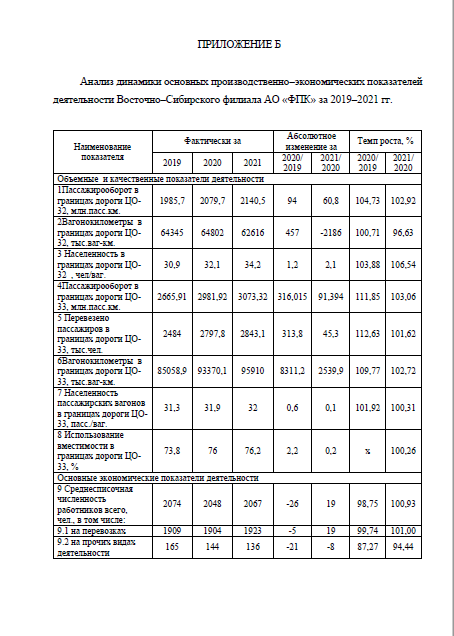 ПРИЛОЖЕНИЕ Б
Анализ динамики основных производственно–экономических показателей
деятельности Восточно–Сибирского филиала АО «ФПК» за 2019–2021 гг.
Наименование показателя Фактически за Абсолютное изменение за Темп роста, %
2019 2020 2021 2020/2019 2021/2020 2020/2019 2021/2020
Объемные и качественные показатели деятельности
1Пассажирооборот в
границах дороги ЦО-
32, млн.пасс.км. 1985,7 2079,7 2140,5 94 60,8 104,73 102,92
2Вагонокилометры в
границах дороги ЦО-
32, тыс.ваг-км. 64345 64802 62616 457 -2186 100,71 96,63
3 Населенность в
границах дороги ЦО-
32 , чел/ваг. 30,9 32,1 34,2 1,2 2,1 103,88 106,54
4Пассажирооборот в
границах дороги ЦО-
33, млн.пасс.км. 2665,91 2981,92 3073,32 316,015 91,394 111,85 103,06
5 Перевезено
пассажиров в
границах дороги ЦО-
33, тыс.чел. 2484 2797,8 2843,1 313,8 45,3 112,63 101,62
6Вагонокилометры в
границах дороги ЦО-
33, тыс.ваг-км. 85058,9 93370,1 95910 8311,2 2539,9 109,77 102,72
7 Населенность
пассажирских вагонов
в границах дороги ЦО-
33, пасс./ваг. 31,3 31,9 32 0,6 0,1 101,92 100,31
8 Использование
вместимости в
границах дороги ЦО-
33, % 73,8 76 76,2 2,2 0,2 х 100,26
Основные экономические показатели деятельности
9 Среднесписочная
численность
работников всего,
чел., в том числе: 2074 2048 2067 -26 19 98,75 100,93
9.1 на перевозках 1909 1904 1923 -5 19 99,74 101,00
9.2 на прочих видах
деятельности 165 144 136 -21 -8 87,27 94,44